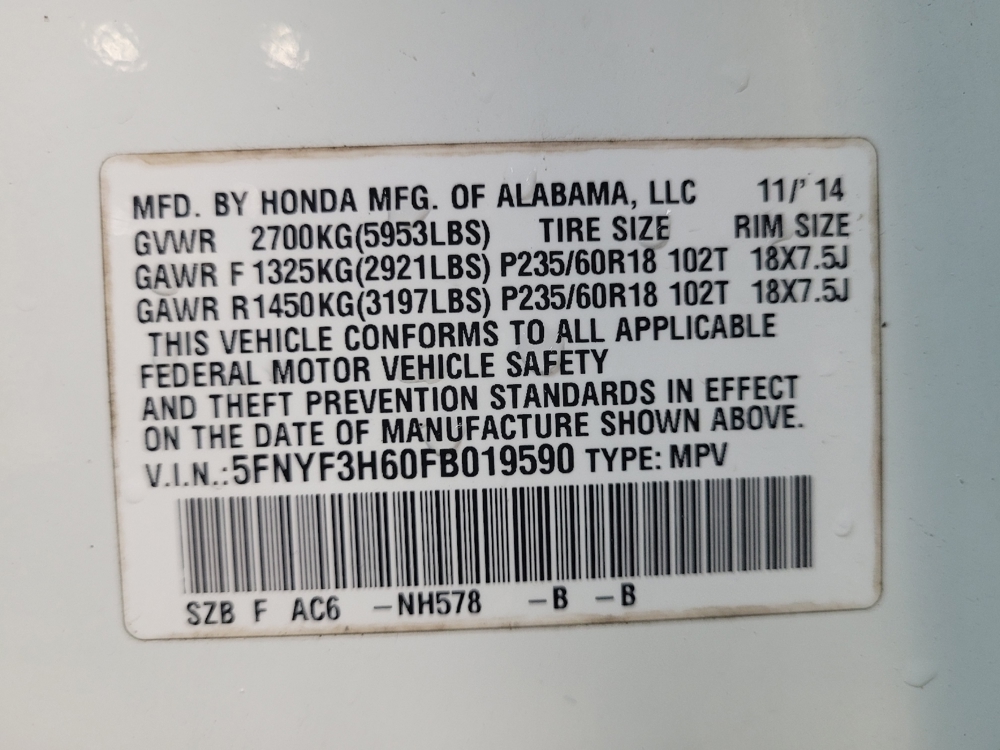 MFD. BY HONDA MFG. OF ALABAMA, LLC 11/' 14
GVWR 2700KG(5953LBS) TIRE SIZE RIM SIZE
GAWR F 1325KG(2921LBS) P235/60R18 102T 18X7.5J
GAWR R1450KG(3197LBS) P235/60R18 102T 18X7.5J
THIS VEHICLE CONFORMS TO ALL APPLICABLE
FEDERAL MOTOR VEHICLE SAFETY
AND THEFT PREVENTION STANDARDS IN EFFECT
ON THE DATE OF MANUFACTURE SHOWN ABOVE.
V.I.N.:5FNYF3H60FB019590 TYPE: MPV
SZB F AC6 –NH578 –B –B